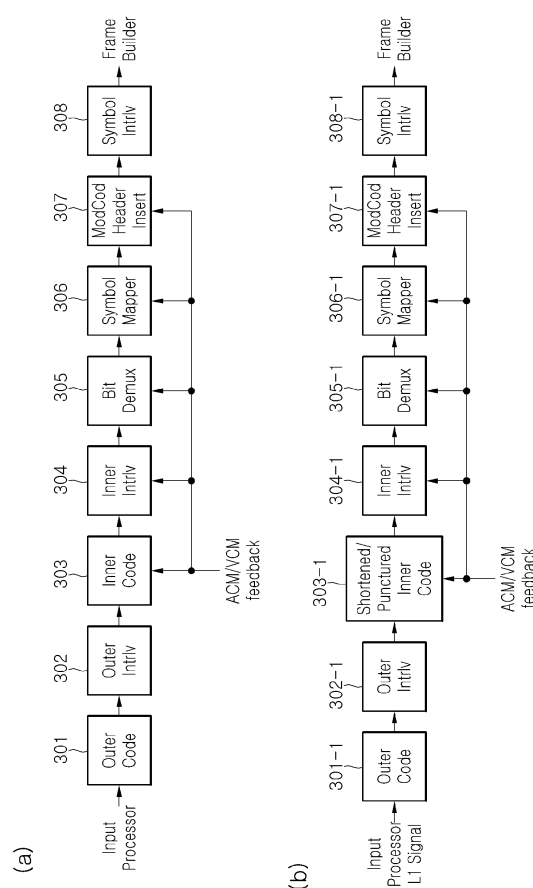 (a)
Input
Processor
301
Outer
Code
302
Outer
Intrlv
303
Inner
Code
304
Inner
Intrlv
305
Bit
Demux
306
Symbol
Mapper
307
ModCod
Header
Insert
308
Symbol
Intrlv
Frame
Builder
ACM/VCM
feedback
(b)
Input
Processor
L1 Signal
301-1
Outer
Code
302-1
Outer
Intrlv
303-1
Shortened/
Punctured
Inner
Code
304-1
Inner
Intrlv
305-1
Bit
Demux
306-1
Symbol
Mapper
307-1
ModCod
Header
Insert
308-1
Symbol
Intrlv
Frame
Builder
ACM/VCM
feedback